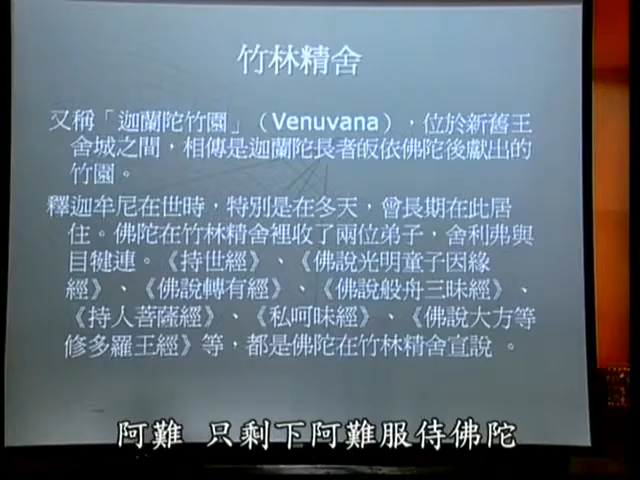 竹林精舍
又稱「迦蘭陀竹園」（Venuvana），位於新舊王
舍城之間，相傳是迦蘭陀長者皈依佛陀後獻出的
竹園。
釋迦牟尼在世時，特別是在冬天，曾長期在此居
住。佛陀在竹林精舍裡收了兩位弟子，舍利弗與
目犍連。《持世經》、《佛說光明童子因緣
經》、《佛說轉有經》、《佛說般舟三昧經》、
《持人菩薩經》、《私呵昧經》、《佛說大方等
修多羅王經》等，都是佛陀在竹林精舍宣說 。
阿難 只剩下阿難服侍佛陀